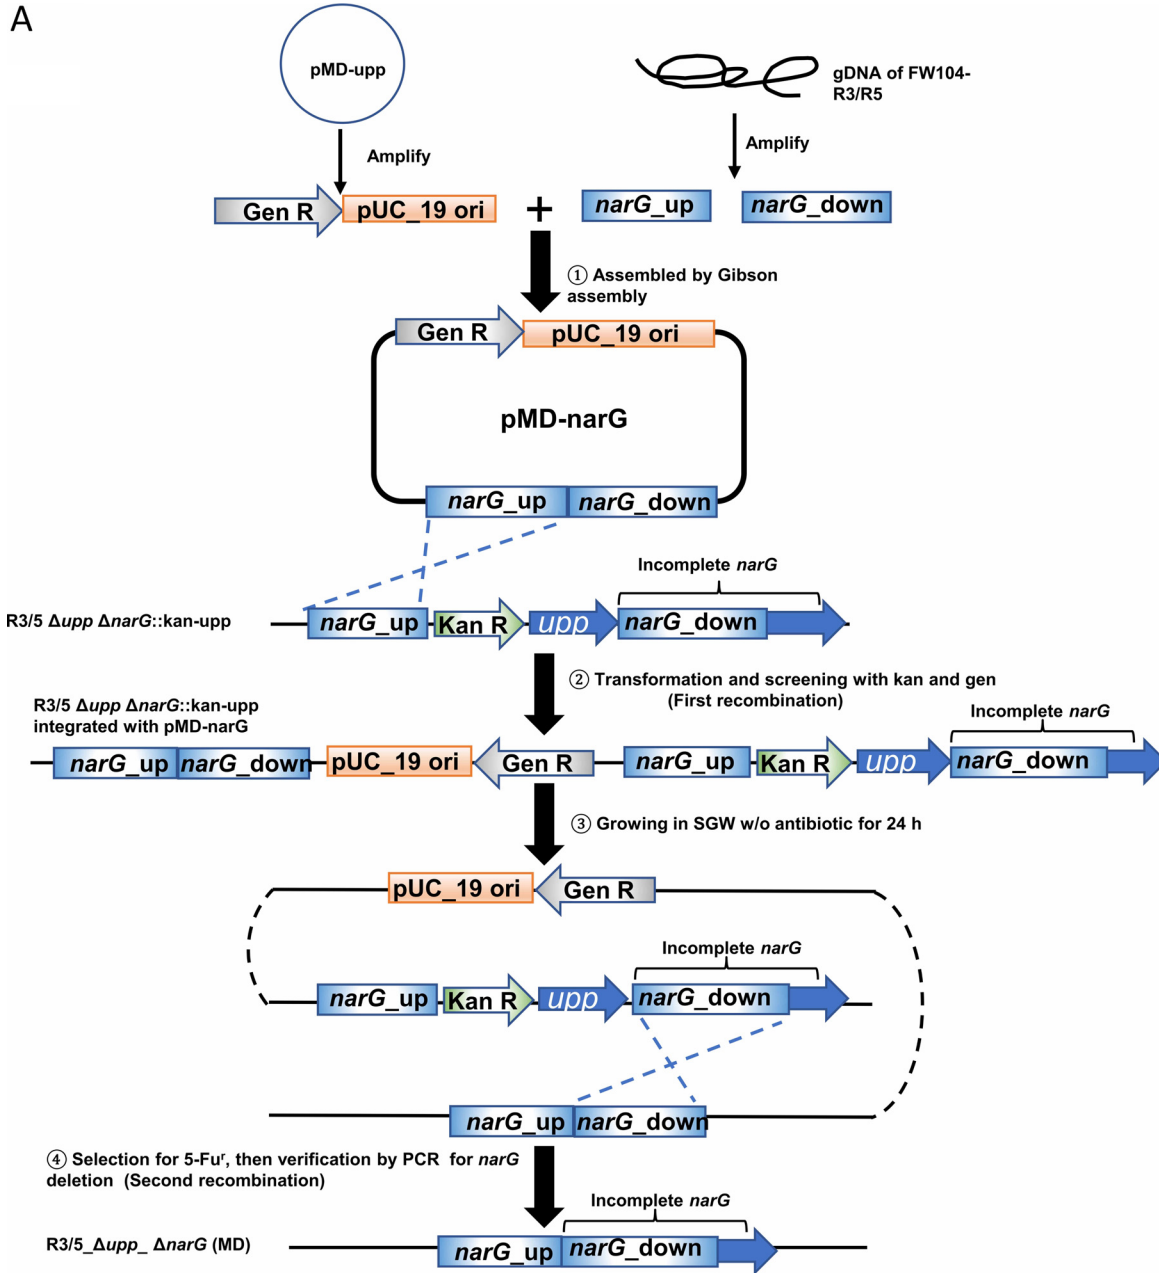 A
pMD-upp
gDNA of FW104-
R3/R5
Amplify
Amplify
Gen R
pUC_19 ori
+
narG_up
narG_down
① Assembled by Gibson
assembly
Gen R
pUC_19 ori
pMD-narG
narG_up
narG_down
Incomplete narG
R3/5 Δupp ΔnarG::kan-upp
narG_up
Kan R
upp
narG_down
② Transformation and screening with kan and gen
(First recombination)
R3/5 Δupp ΔnarG::kan-upp
integrated with pMD-narG
Incomplete narG
narG_up
narG_down
pUC_19 ori
Gen R
narG_up
Kan R
upp
narG_down
③ Growing in SGW w/o antibiotic for 24 h
pUC_19 ori
Gen R
Incomplete narG
narG_up
Kan R
upp
narG_down
narG_up
narG_down
④ Selection for 5-Fuʳ, then verification by PCR for narG
deletion (Second recombination)
Incomplete narG
R3/5_Δupp_ ΔnarG (MD)
narG_up
narG_down